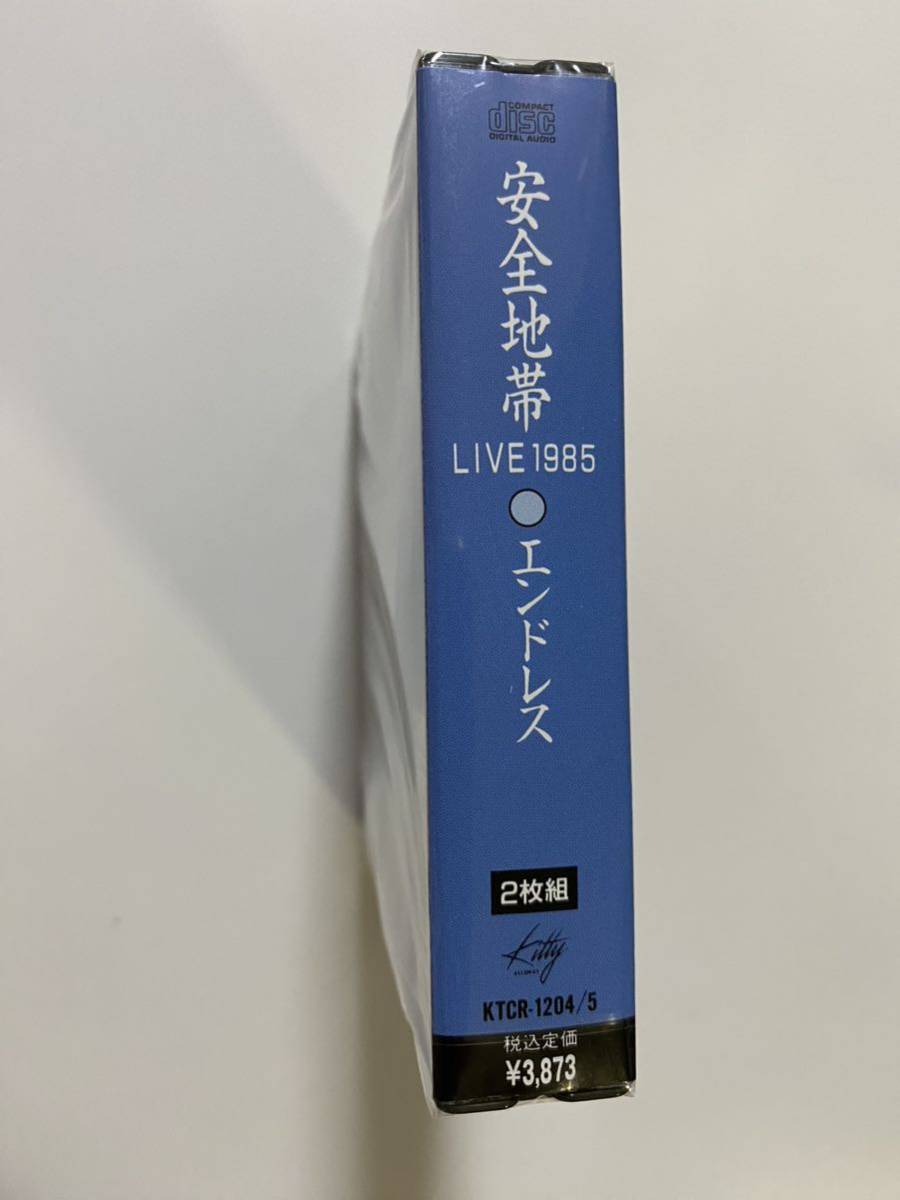 COMPACT
disc
DIGITAL AUDIO
安全地帯
LIVE 1985
エンドレス
2枚組
Kitty
KTCR-1204/5
税込定価
¥3,873